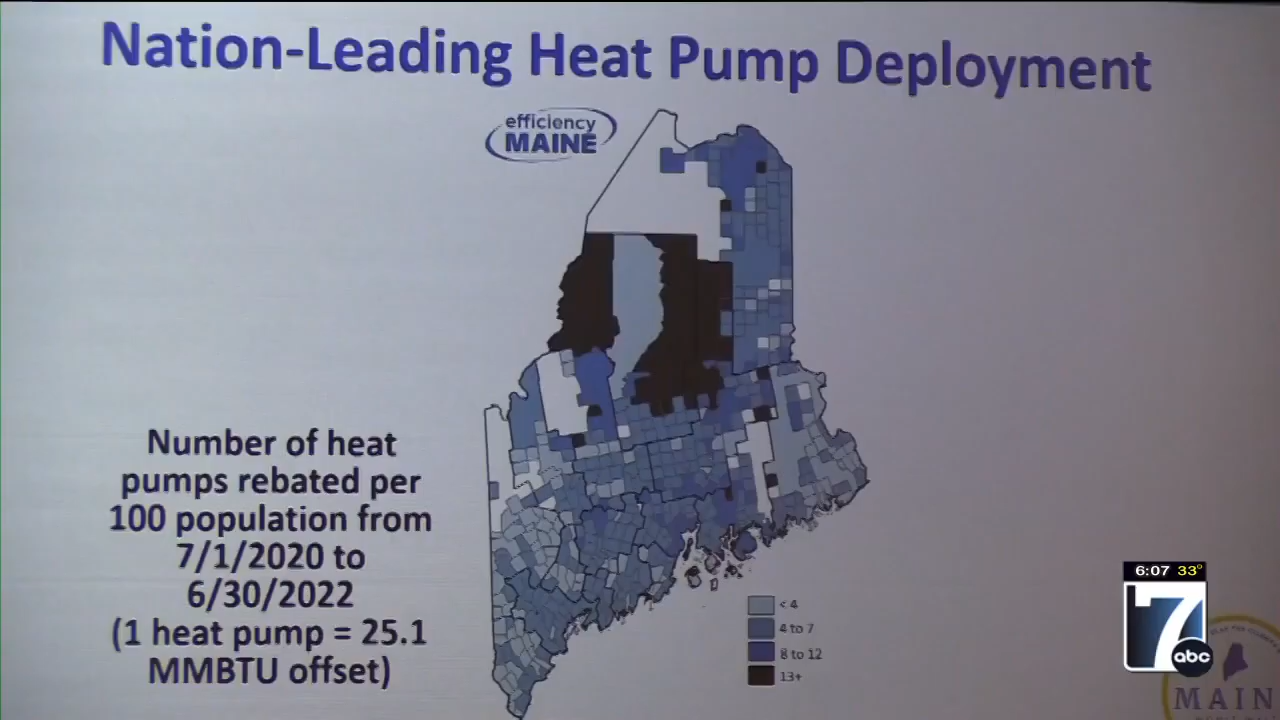 Nation-Leading Heat Pump Deployment
efficiency
MAINE
Number of heat
pumps rebated per
100 population from
7/1/2020 to
6/30/2022
(1 heat pump = 25.1
MMBTU offset)
< 4
4 to 7
8 to 12
13+
6:07 33°
7
abc
MAIN